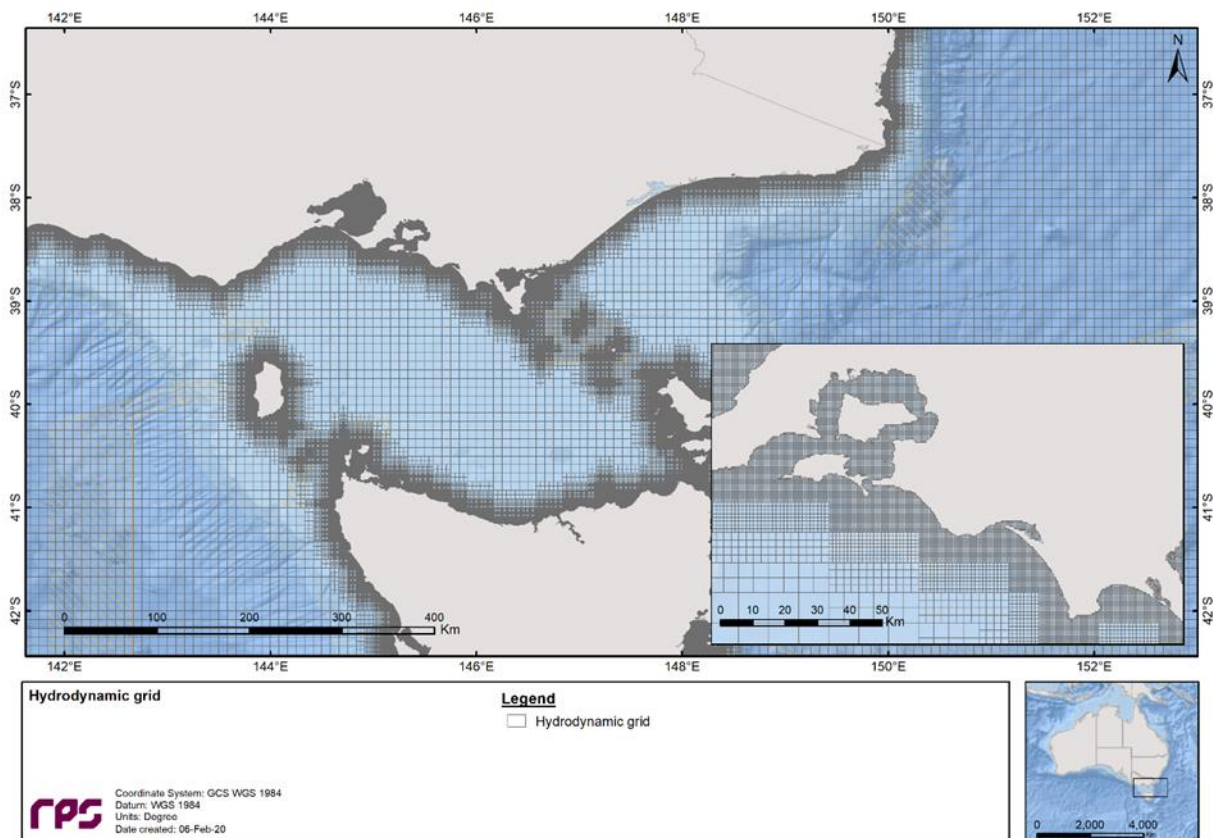 142°E 144°E 146°E 148°E 150°E 152°E
N
37°S 37°S
38°S 38°S
39°S 39°S
40°S 40°S
41°S 41°S
42°S 42°S
0 100 200 300 400
Km
0 10 20 30 40 50
Km
142°E 144°E 146°E 148°E 150°E 152°E
Hydrodynamic grid
Legend
Hydrodynamic grid
rps
Coordinate System: GCS WGS 1984
Datum: WGS 1984
Units: Degree
Date created: 06-Feb-20
0 2,000 4,000